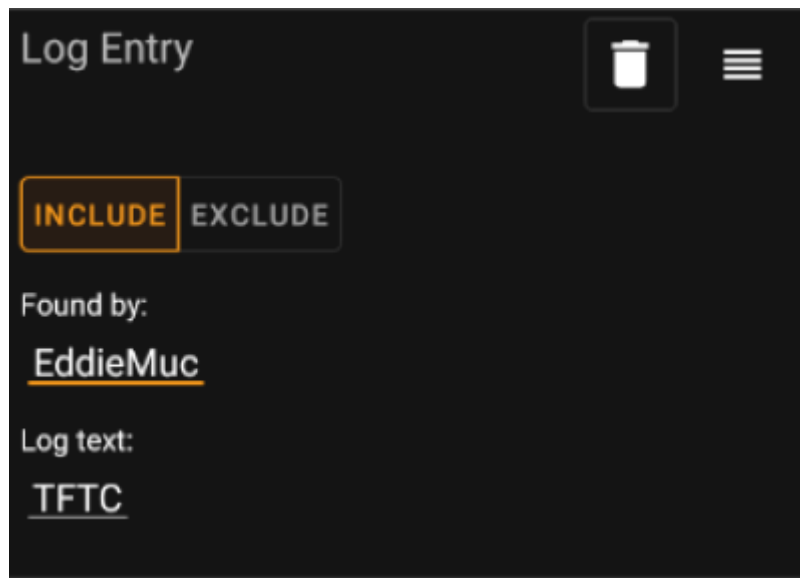 Log Entry
INCLUDE EXCLUDE
Found by:
EddieMuc
Log text:
TFTC